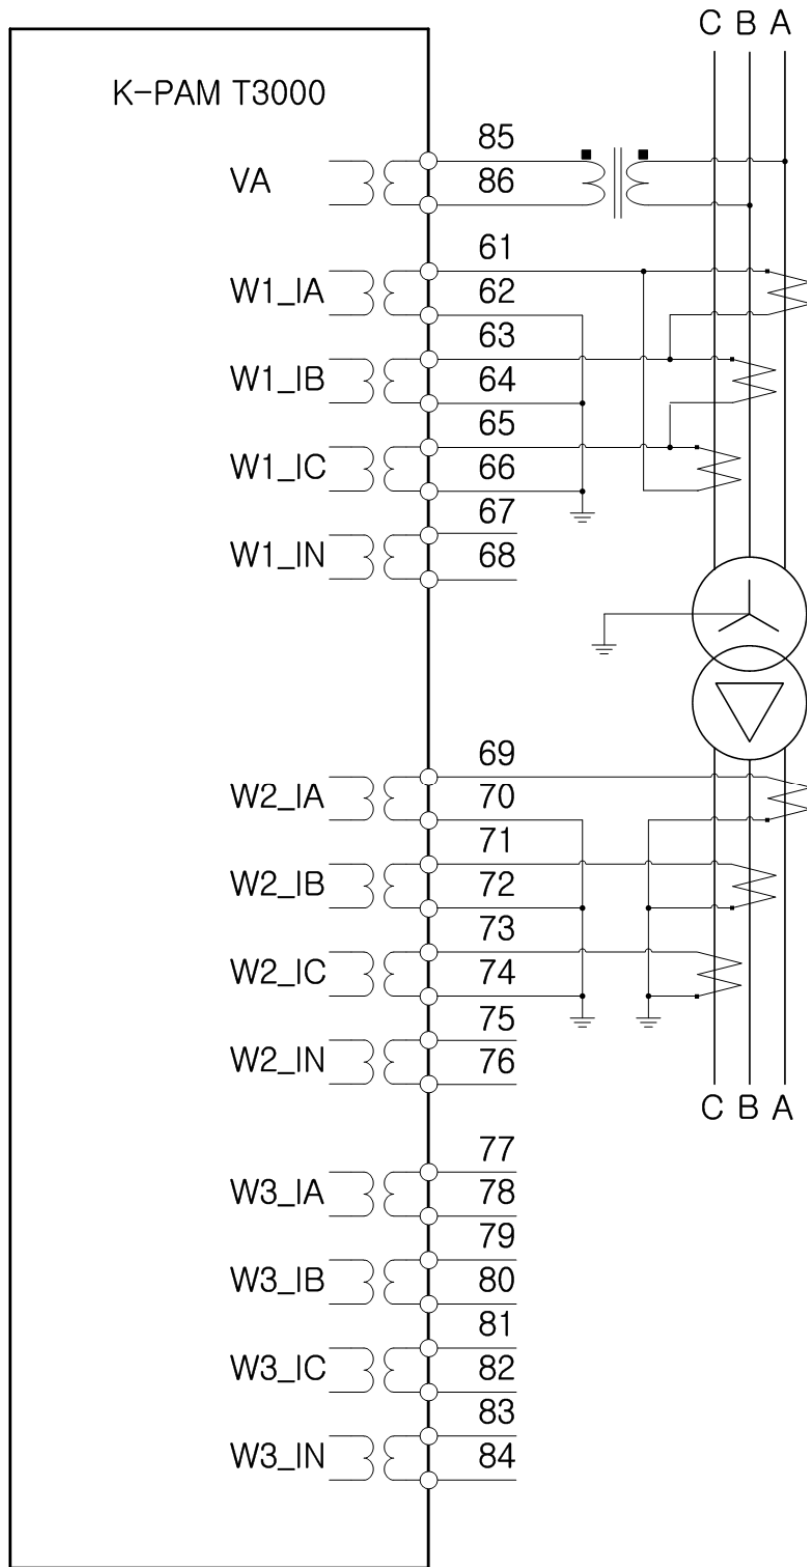 C B A
K-PAM T3000
85
VA
86
61
W1_IA
62
63
W1_IB
64
65
W1_IC
66
67
W1_IN
68
69
W2_IA
70
71
W2_IB
72
73
W2_IC
74
75
W2_IN
76
C B A
77
W3_IA
78
79
W3_IB
80
81
W3_IC
82
83
W3_IN
84